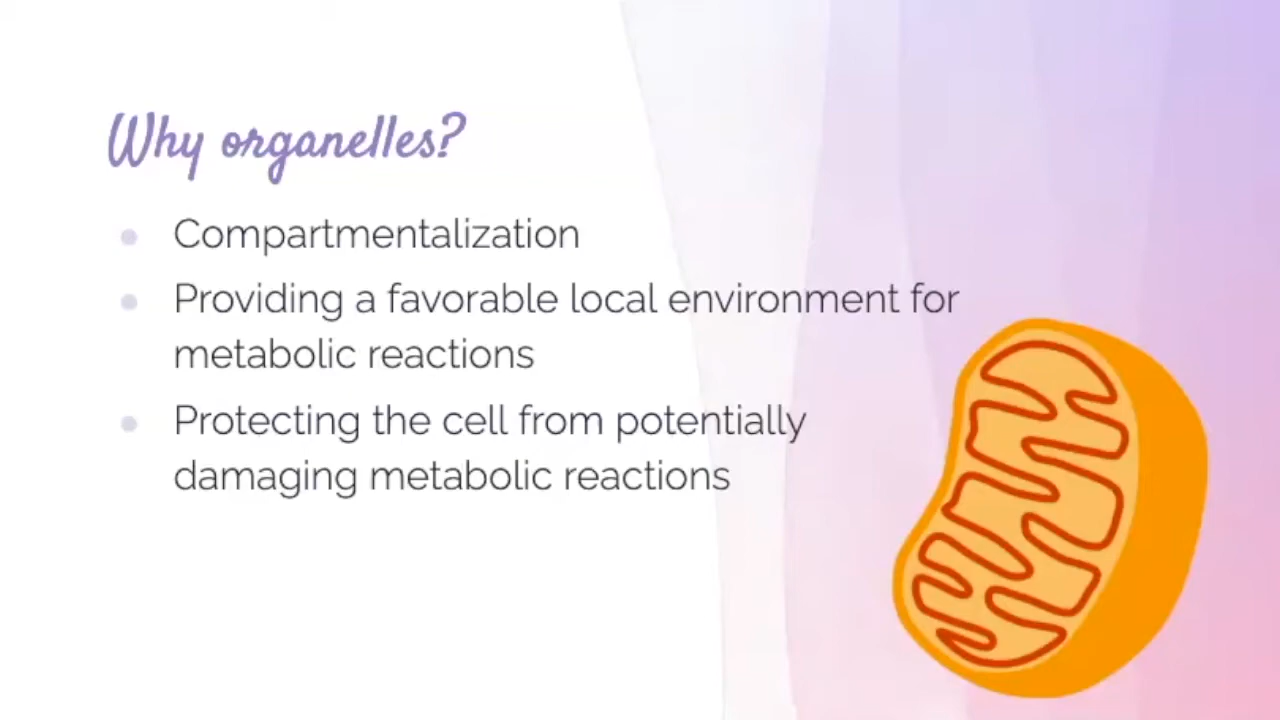 Why organelles?
Compartmentalization
Providing a favorable local environment for
metabolic reactions
Protecting the cell from potentially
damaging metabolic reactions